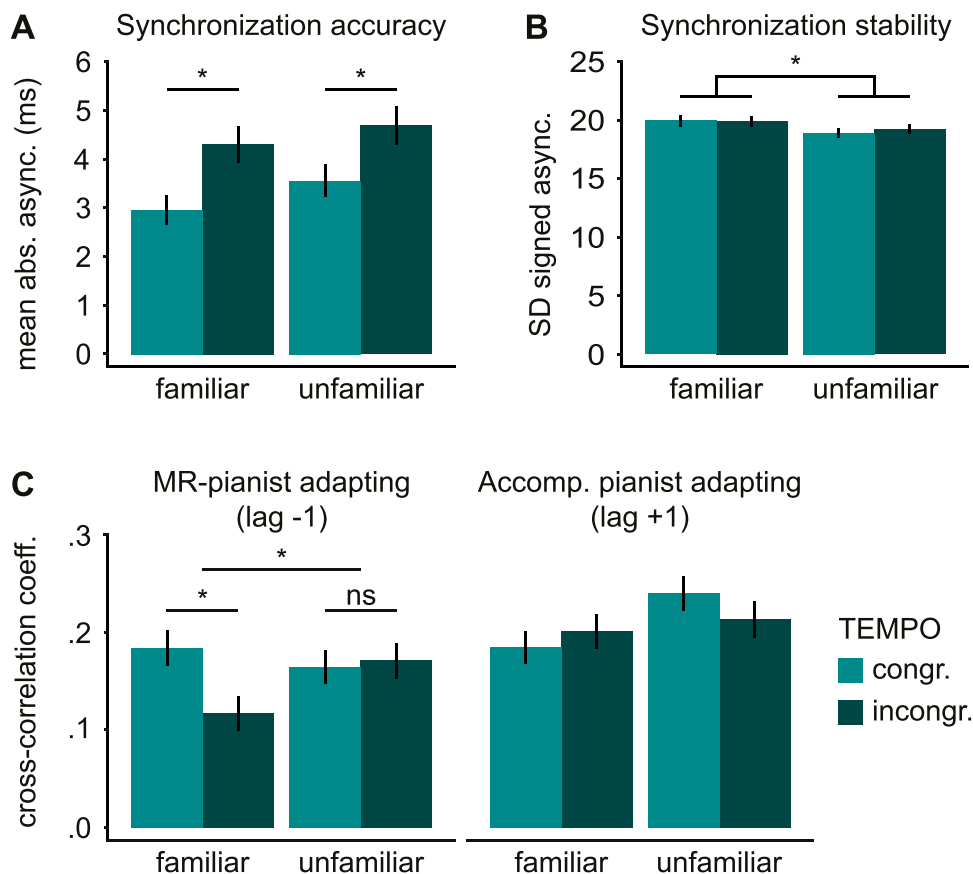 A Synchronization accuracy
mean abs. async. (ms)
6
5
4
3
2
1
0
*
*
familiar unfamiliar
B Synchronization stability
SD signed async.
25
20
15
10
5
0
*
familiar unfamiliar
C MR-pianist adapting
(lag -1)
cross-correlation coeff.
.3
.2
.1
.0
*
*
ns
familiar unfamiliar
Accomp. pianist adapting
(lag +1)
familiar unfamiliar
TEMPO
congr.
incongr.